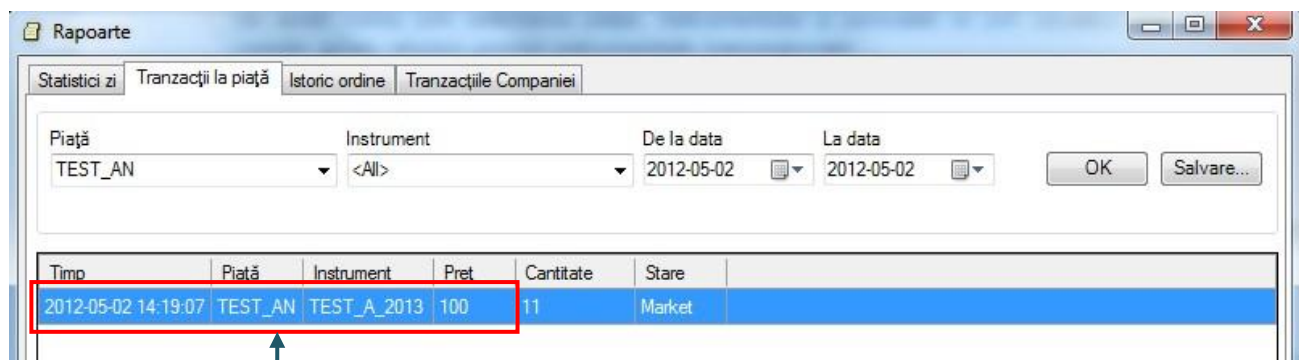 Rapoarte
Statistici zi Tranzacţii la piaţă Istoric ordine Tranzacţiile Companiei
Piaţă Instrument De la data La data
TEST_AN <All> 2012-05-02 2012-05-02 OK Salvare...
Timp Piată Instrument Pret Cantitate Stare
2012-05-02 14:19:07 TEST_AN TEST_A_2013 100 11 Market